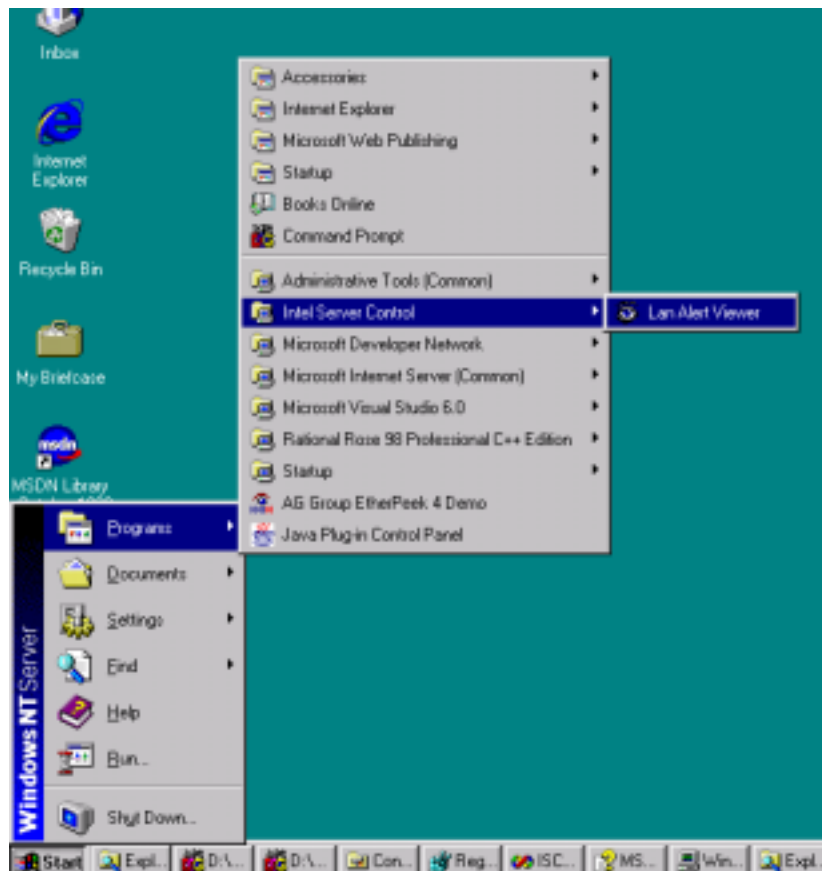 Inbox
Internet
Explorer
Recycle Bin
My Briefcase
msdn
MSDN Library
Accessories
Internet Explorer
Microsoft Web Publishing
Startup
Books Online
Command Prompt
Administrative Tools (Common)
Intel Server Control
Lan Alert Viewer
Microsoft Developer Network
Microsoft Internet Server (Common)
Microsoft Visual Studio 6.0
Rational Rose 98 Professional C++ Edition
Startup
AG Group EtherPeek 4 Demo
Java Plug-in Control Panel
Programs
Documents
Settings
Find
Help
Run...
Shut Down...
Windows NT Server
Start
Expl...
D:\...
D:\...
Con...
Reg...
ISC...
MS...
Win...
Expl